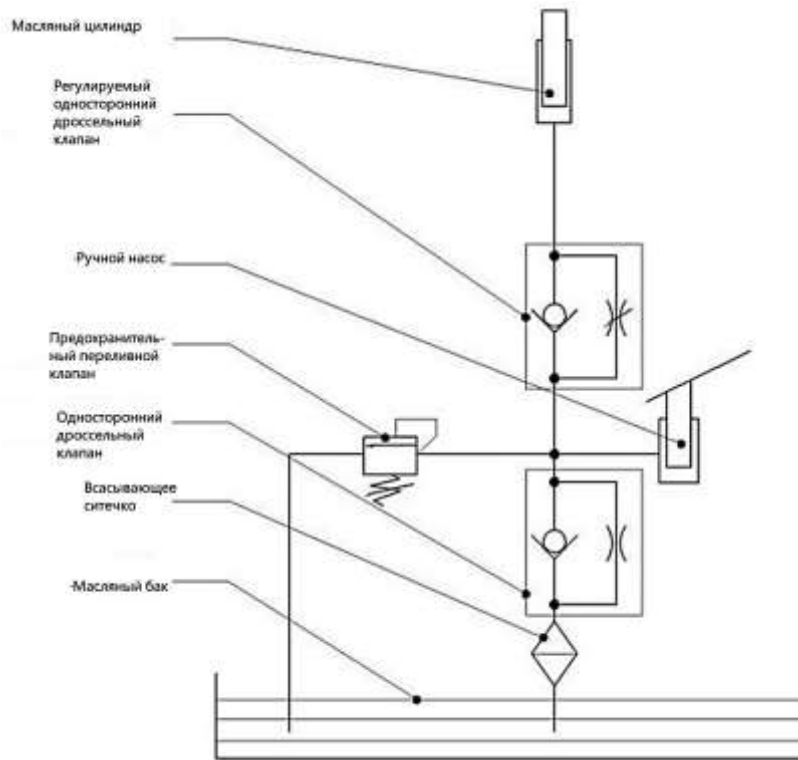 Масляный цилиндр
Регулируемый
односторонний
дроссельный
клапан
·Ручной насос
Предохранитель-
ный переливной
клапан
Односторонний
дроссельный
клапан
Всасывающее
ситечко
·Масляный бак